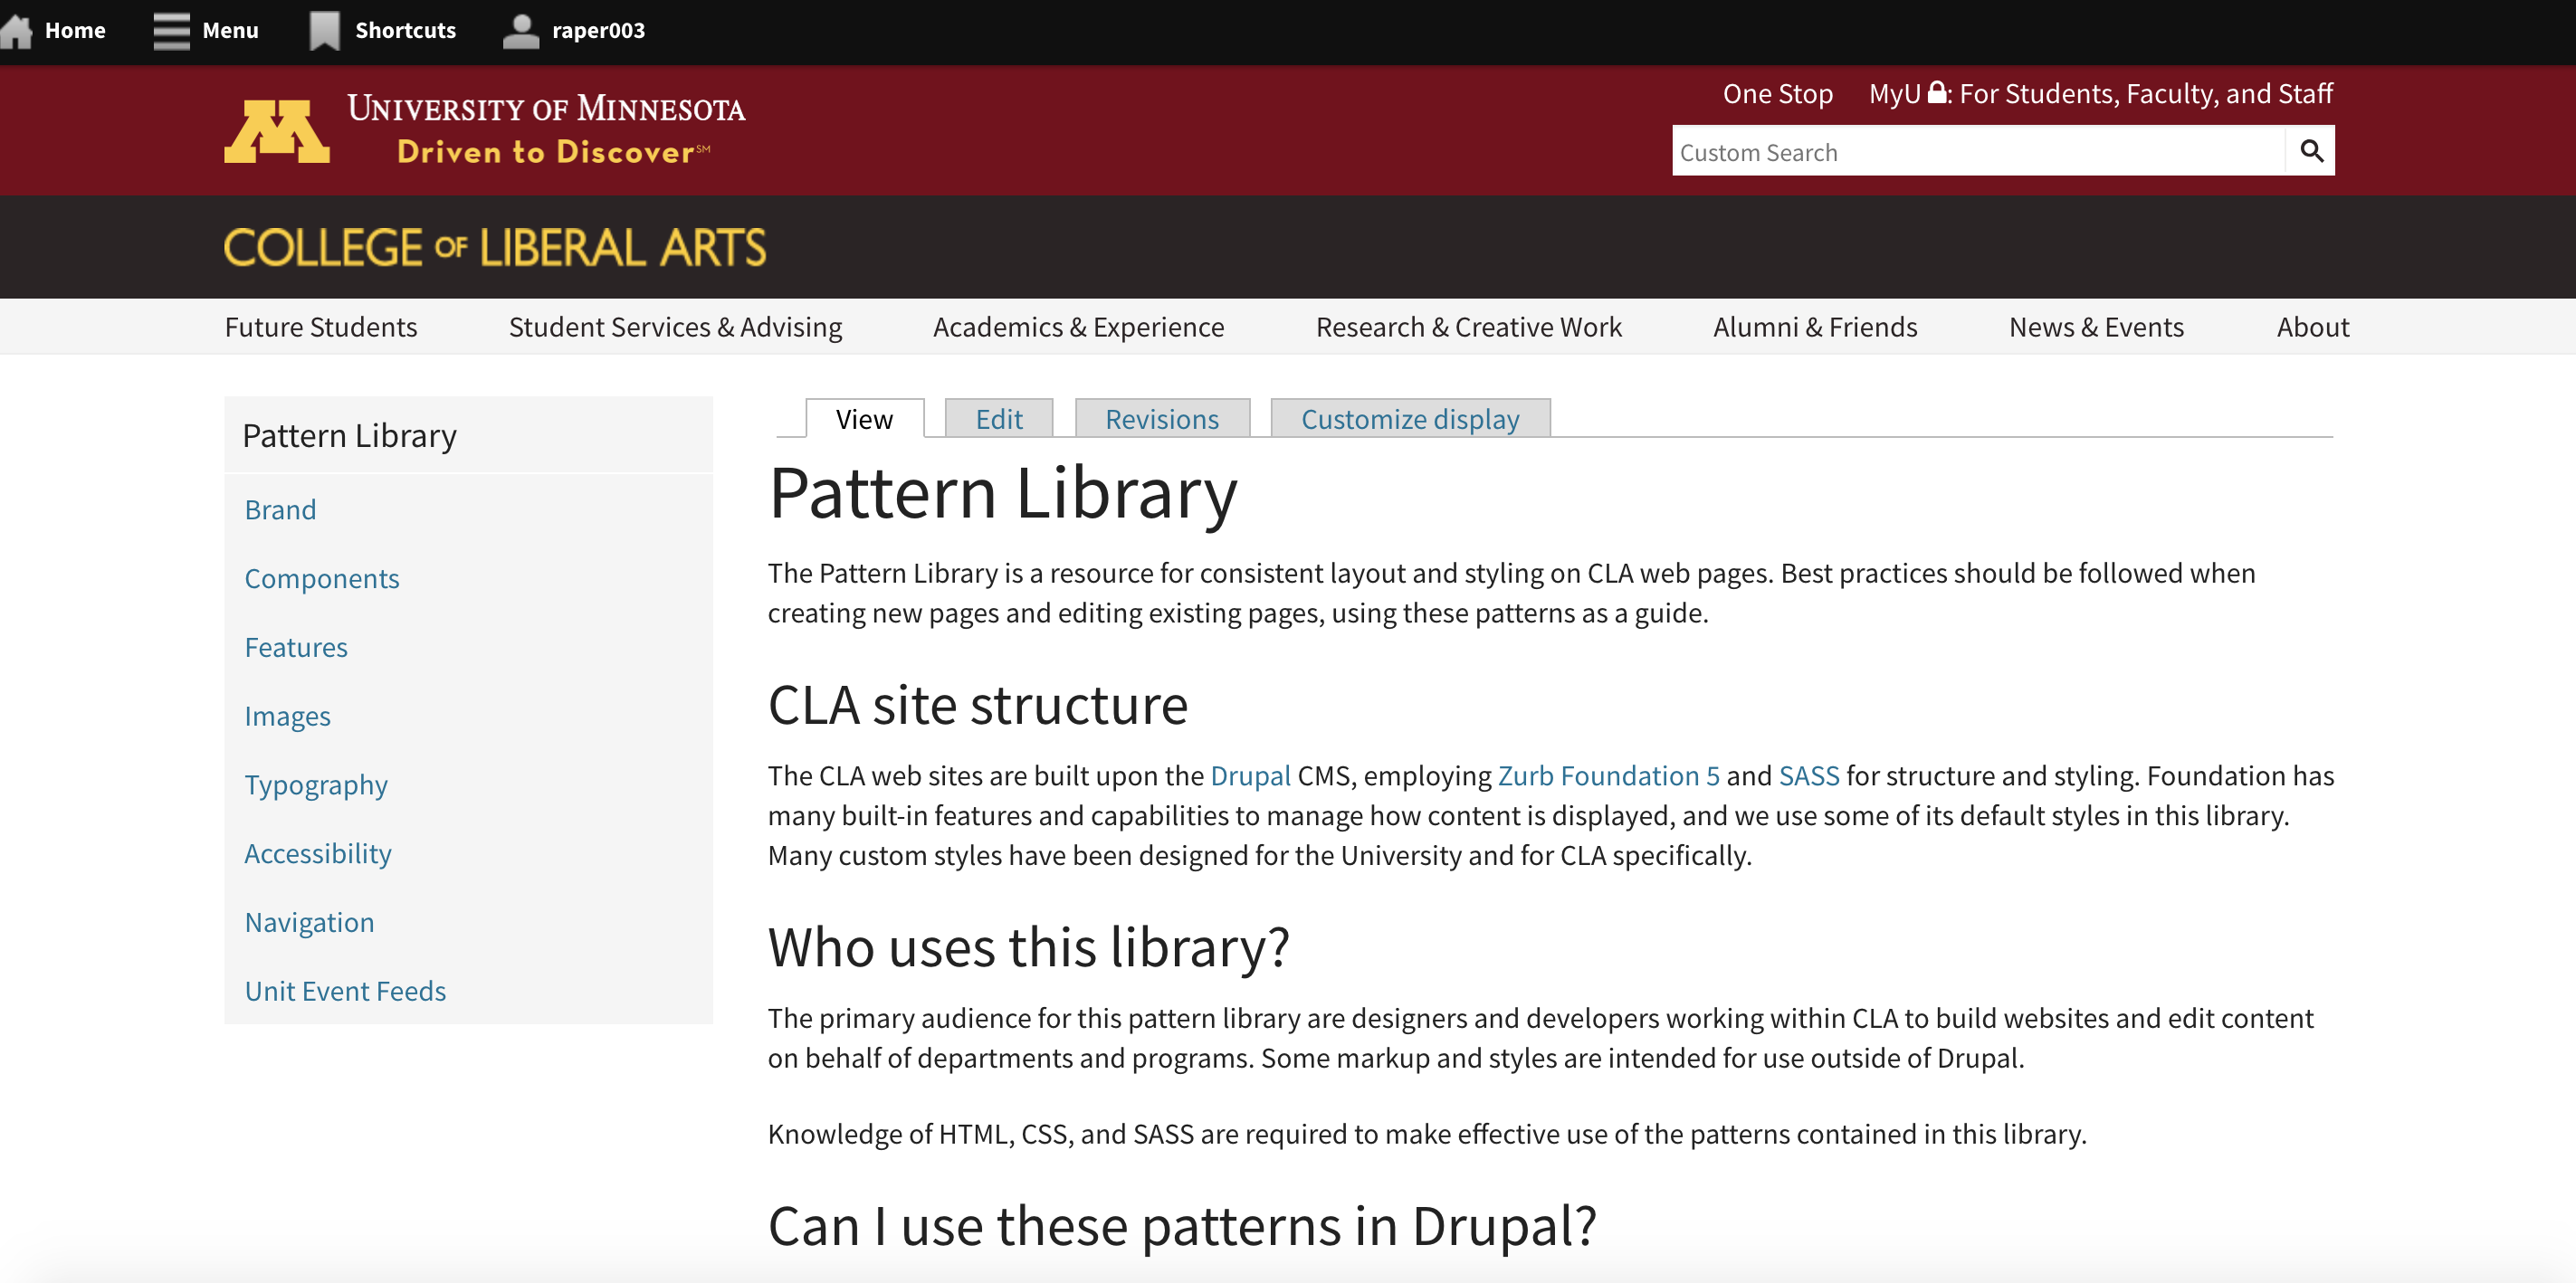 Home Menu Shortcuts raper003
UNIVERSITY OF MINNESOTA
Driven to Discover℠
One Stop MyU : For Students, Faculty, and Staff
Custom Search
COLLEGE OF LIBERAL ARTS
Future Students Student Services & Advising Academics & Experience Research & Creative Work Alumni & Friends News & Events About
Pattern Library
Brand
Components
Features
Images
Typography
Accessibility
Navigation
Unit Event Feeds
View Edit Revisions Customize display
Pattern Library
The Pattern Library is a resource for consistent layout and styling on CLA web pages. Best practices should be followed when
creating new pages and editing existing pages, using these patterns as a guide.
CLA site structure
The CLA web sites are built upon the Drupal CMS, employing Zurb Foundation 5 and SASS for structure and styling. Foundation has
many built-in features and capabilities to manage how content is displayed, and we use some of its default styles in this library.
Many custom styles have been designed for the University and for CLA specifically.
Who uses this library?
The primary audience for this pattern library are designers and developers working within CLA to build websites and edit content
on behalf of departments and programs. Some markup and styles are intended for use outside of Drupal.
Knowledge of HTML, CSS, and SASS are required to make effective use of the patterns contained in this library.
Can I use these patterns in Drupal?